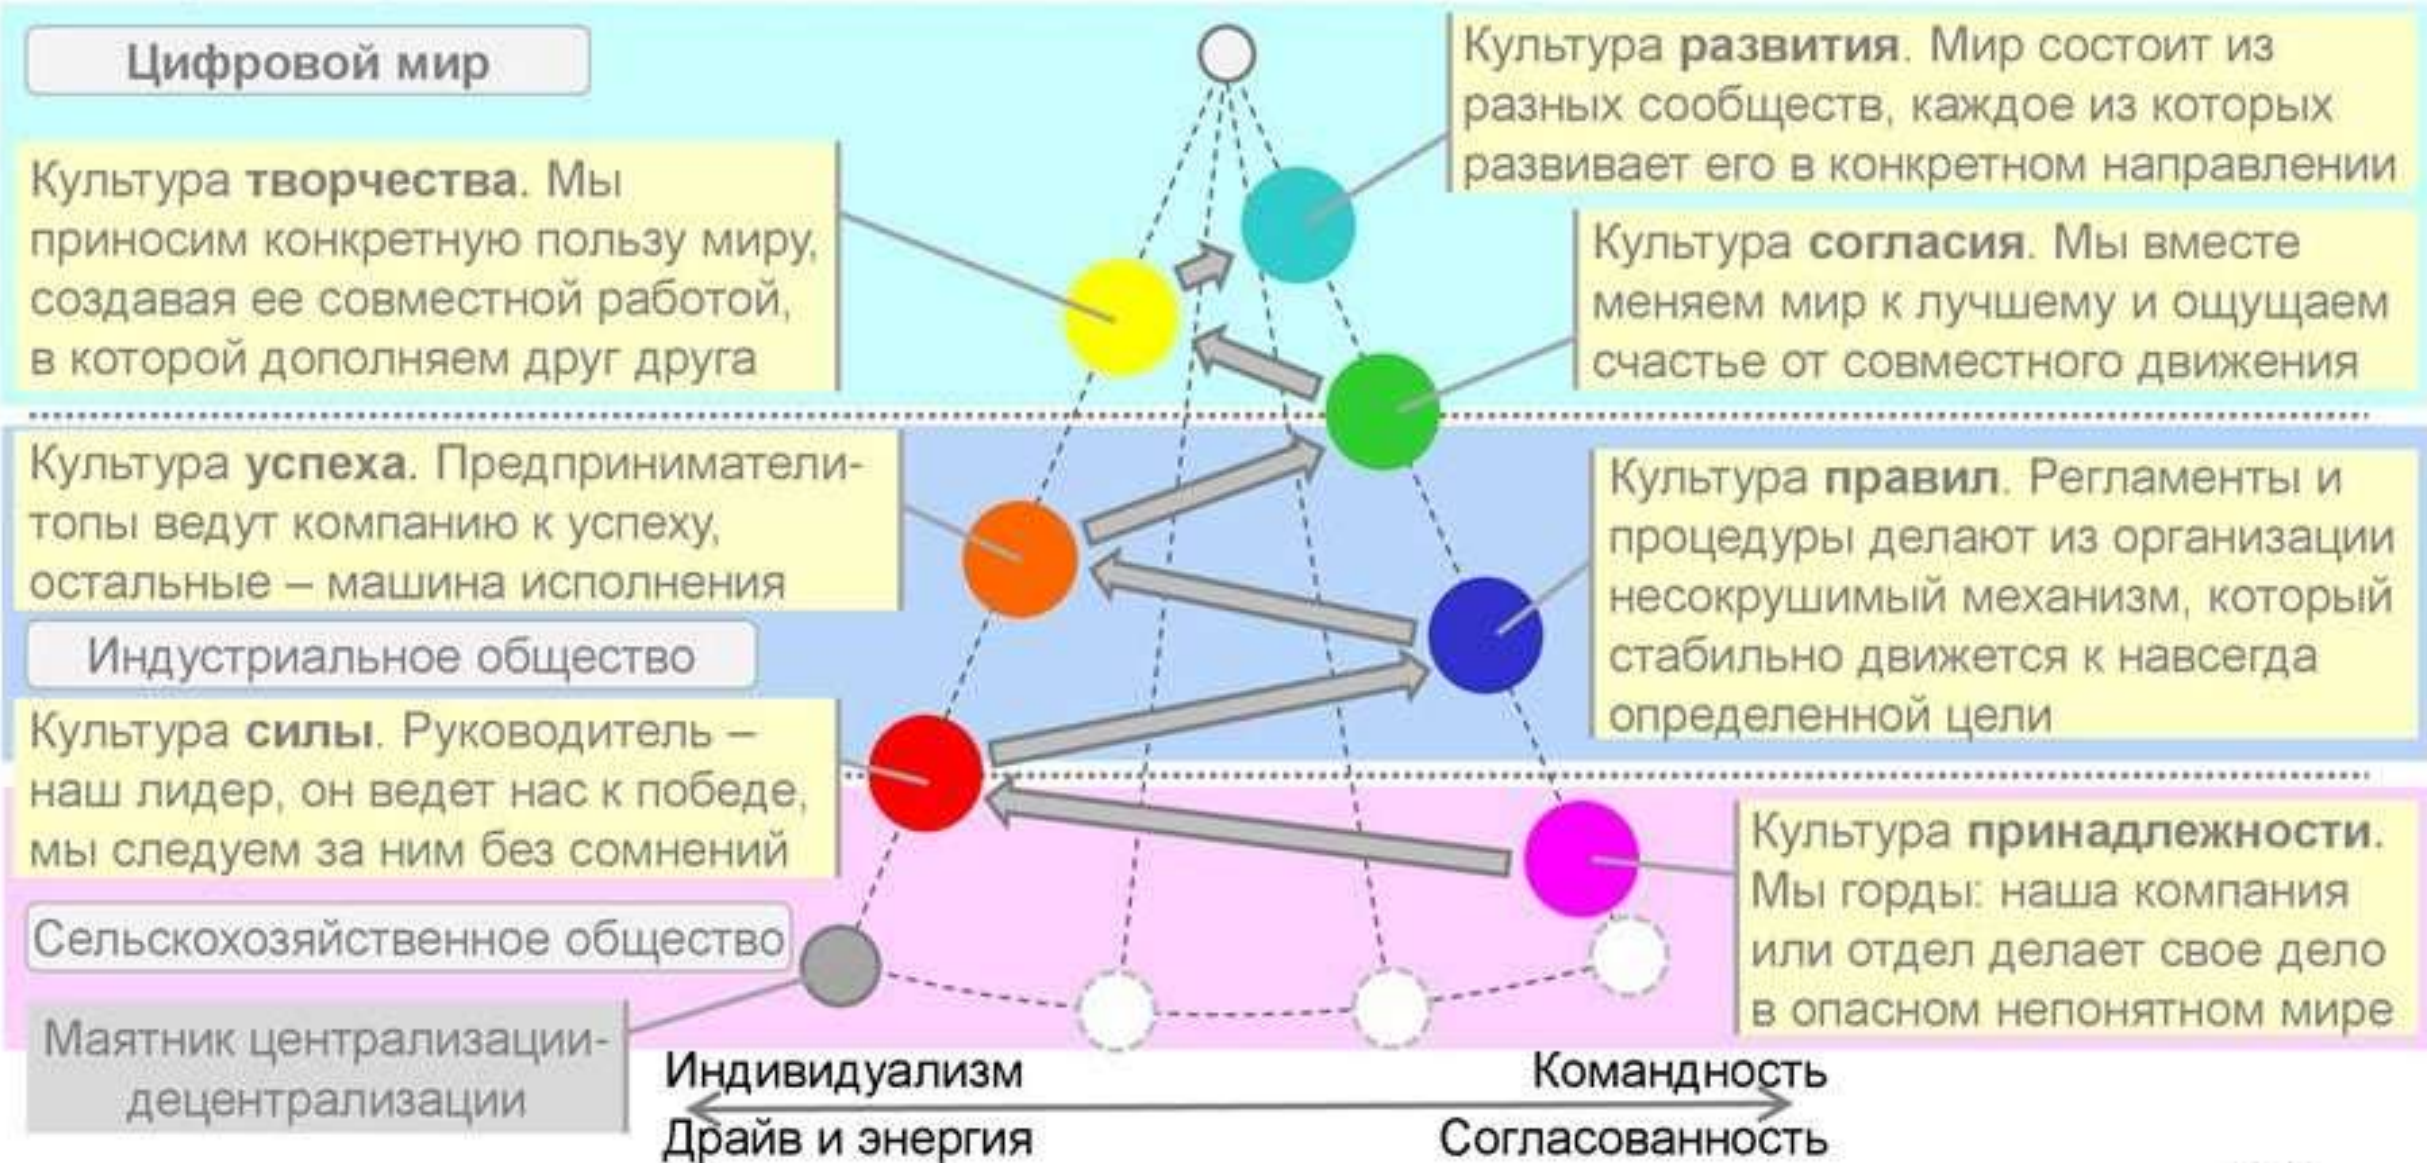 Цифровой мир
Культура развития. Мир состоит из
разных сообществ, каждое из которых
развивает его в конкретном направлении
Культура творчества. Мы
приносим конкретную пользу миру,
создавая ее совместной работой,
в которой дополняем друг друга
Культура согласия. Мы вместе
меняем мир к лучшему и ощущаем
счастье от совместного движения
Культура успеха. Предприниматели-
топы ведут компанию к успеху,
остальные – машина исполнения
Культура правил. Регламенты и
процедуры делают из организации
несокрушимый механизм, который
стабильно движется к навсегда
определенной цели
Индустриальное общество
Культура силы. Руководитель –
наш лидер, он ведет нас к победе,
мы следуем за ним без сомнений
Культура принадлежности.
Мы горды: наша компания
или отдел делает свое дело
в опасном непонятном мире
Сельскохозяйственное общество
Маятник централизации-
децентрализации
Индивидуализм
Командность
Драйв и энергия
Согласованность